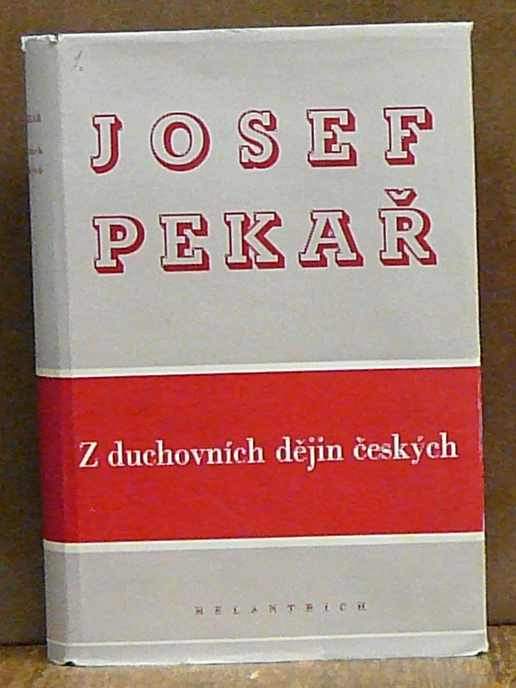 JOSEF
PEKAŘ
Z duchovních dějin českých
MELANTRICH